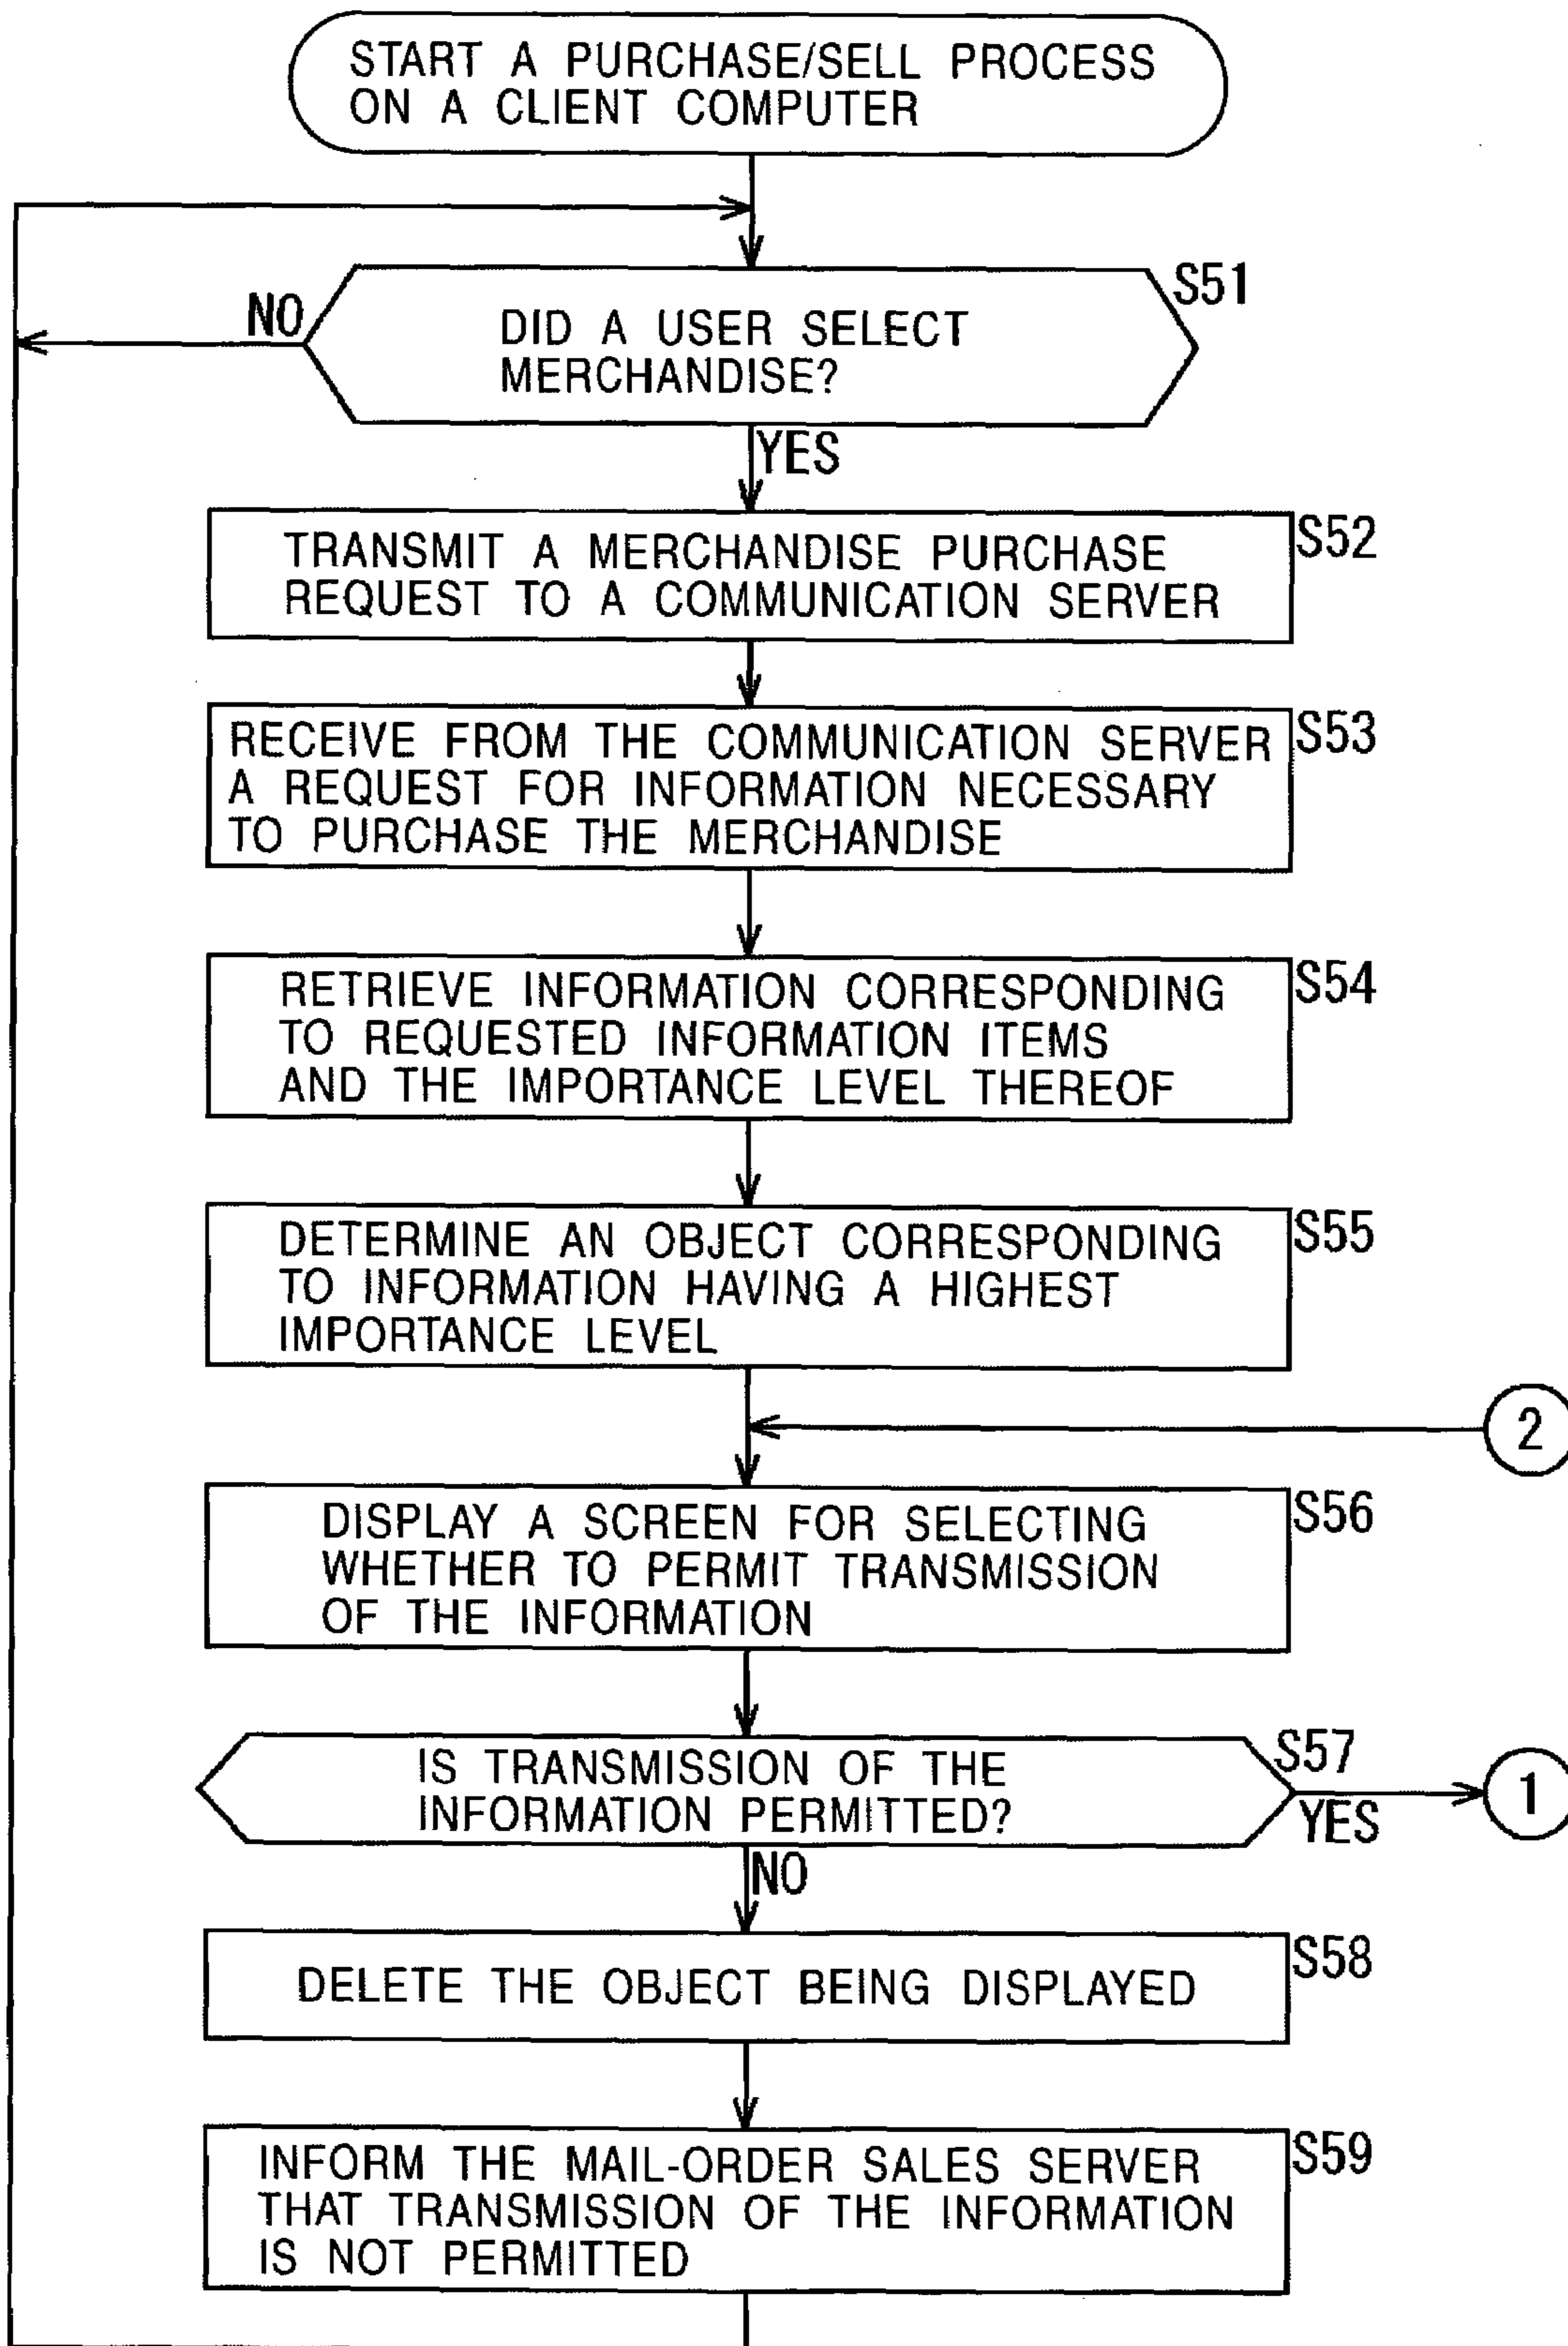 START A PURCHASE/SELL PROCESS
ON A CLIENT COMPUTER
S51
NO
DID A USER SELECT
MERCHANDISE?
YES
S52
TRANSMIT A MERCHANDISE PURCHASE
REQUEST TO A COMMUNICATION SERVER
S53
RECEIVE FROM THE COMMUNICATION SERVER
A REQUEST FOR INFORMATION NECESSARY
TO PURCHASE THE MERCHANDISE
S54
RETRIEVE INFORMATION CORRESPONDING
TO REQUESTED INFORMATION ITEMS
AND THE IMPORTANCE LEVEL THEREOF
S55
DETERMINE AN OBJECT CORRESPONDING
TO INFORMATION HAVING A HIGHEST
IMPORTANCE LEVEL
2
S56
DISPLAY A SCREEN FOR SELECTING
WHETHER TO PERMIT TRANSMISSION
OF THE INFORMATION
S57
IS TRANSMISSION OF THE
INFORMATION PERMITTED?
1
YES
NO
S58
DELETE THE OBJECT BEING DISPLAYED
S59
INFORM THE MAIL-ORDER SALES SERVER
THAT TRANSMISSION OF THE INFORMATION
IS NOT PERMITTED